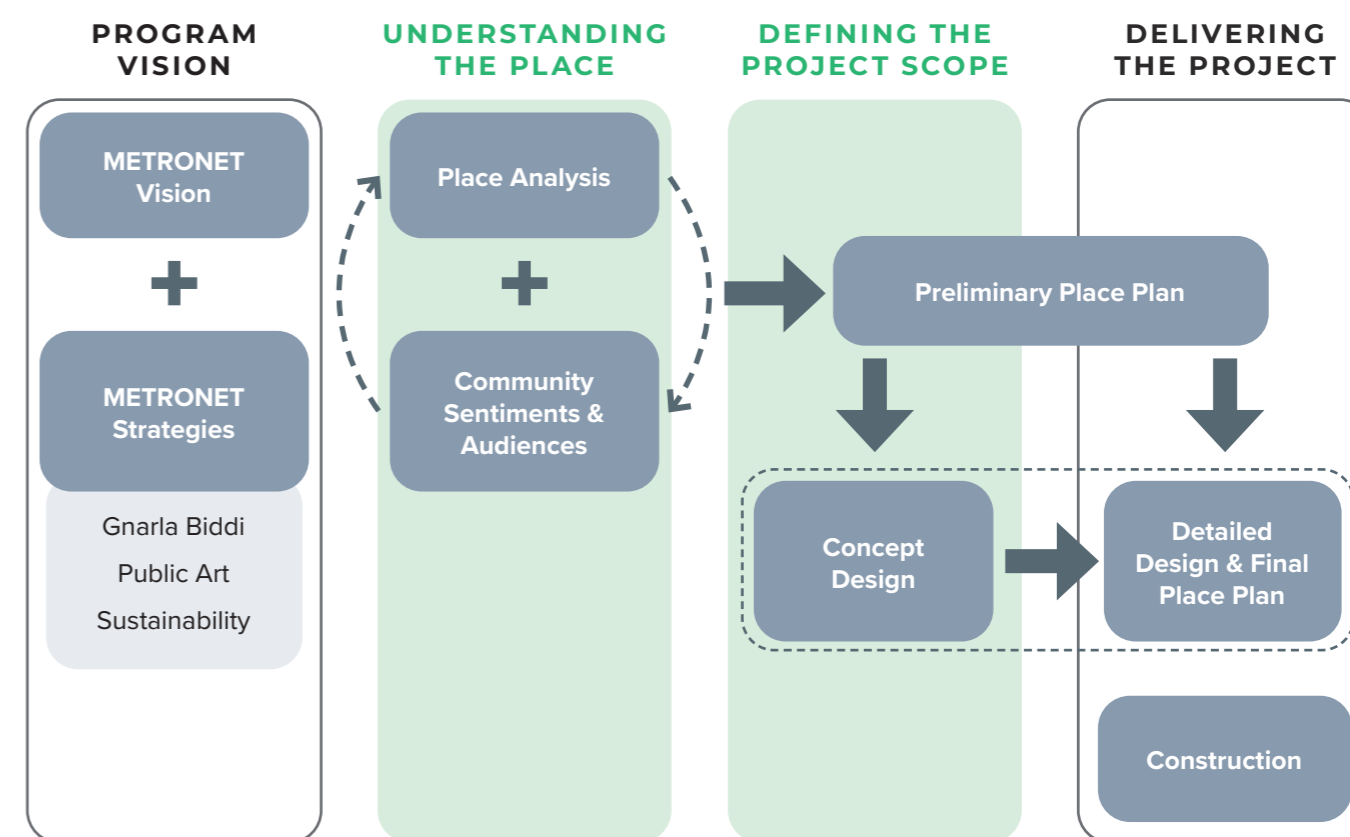 PROGRAM
VISION
METRONET
Vision
METRONET
Strategies
Gnarla Biddi
Public Art
Sustainability
UNDERSTANDING
THE PLACE
Place Analysis
Community
Sentiments &
Audiences
DEFINING THE
PROJECT SCOPE
Preliminary Place Plan
Concept
Design
DELIVERING
THE PROJECT
Detailed
Design & Final
Place Plan
Construction